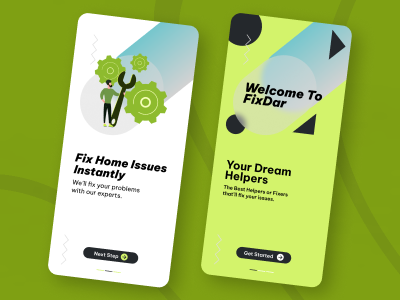 Fix Home Issues
Instantly
We'll fix your problems
with our experts.
Next Step
Welcome To
FixDar
Your Dream
Helpers
The Best Helpers or Fixers
that'll fix your issues.
Get Started